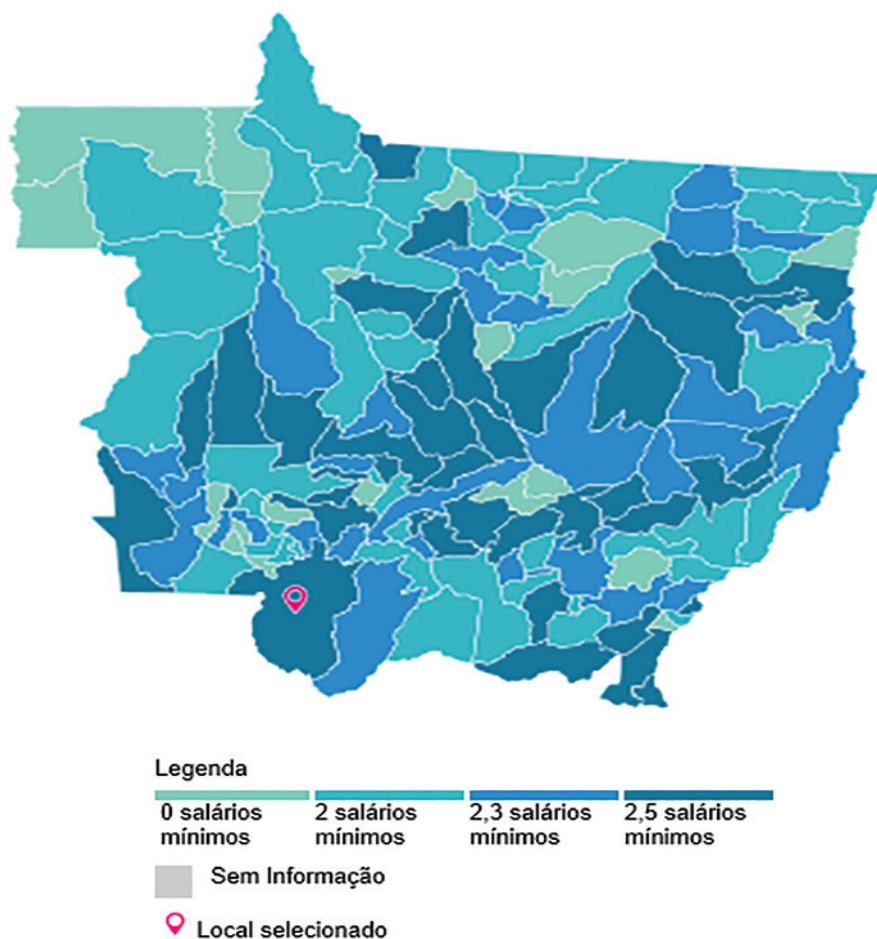 Legenda
0 salários mínimos
2 salários mínimos
2,3 salários mínimos
2,5 salários mínimos
Sem Informação
Local selecionado